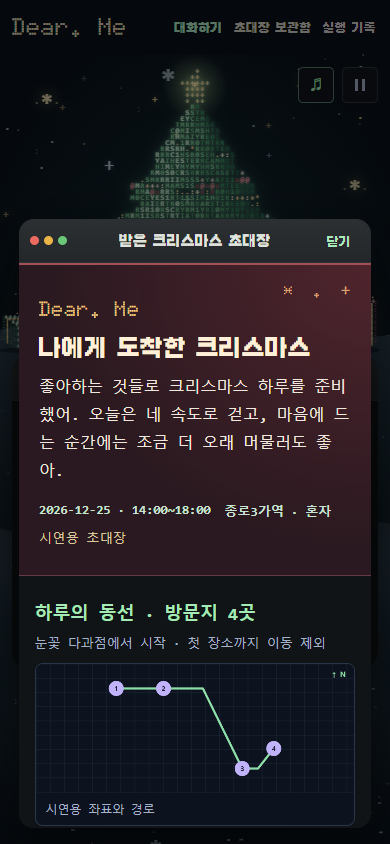 Dear. Me
대화하기 초대장 보관함 실행 기록
받은 크리스마스 초대장
닫기
Dear. Me
나에게 도착한 크리스마스
좋아하는 것들로 크리스마스 하루를 준비
했어. 오늘은 네 속도로 걷고, 마음에 드
는 순간에는 조금 더 오래 머물러도 좋
아.
2026-12-25 · 14:00~18:00 종로3가역 · 혼자
시연용 초대장
하루의 동선 · 방문지 4곳
눈꽃 다과점에서 시작 · 첫 장소까지 이동 제외
↑ N
1
2
4
3
시연용 좌표와 경로